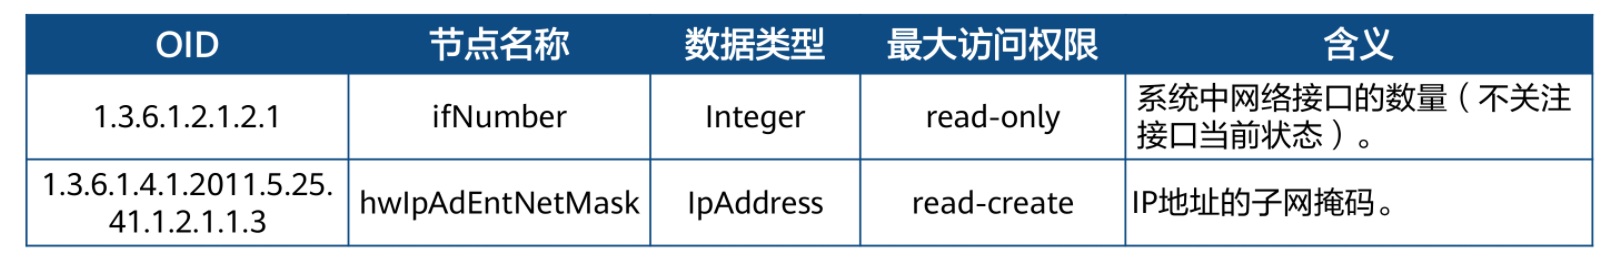 OID 节点名称 数据类型 最大访问权限 含义
1.3.6.1.2.1.2.1 ifNumber Integer read-only 系统中网络接口的数量（不关注
接口当前状态）。
1.3.6.1.4.1.2011.5.25.
41.1.2.1.1.3 hwIpAdEntNetMask IpAddress read-create IP地址的子网掩码。